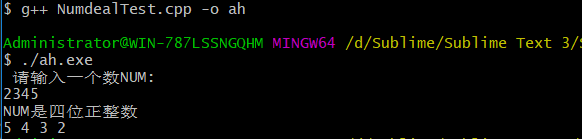 $ g++ NumdealTest.cpp -o ah
Administrator@WIN-787LSSNGQHM MINGW64 /d/Sublime/Sublime Text 3/
$ ./ah.exe
请输入一个数NUM:
2345
NUM是四位正整数
5 4 3 2